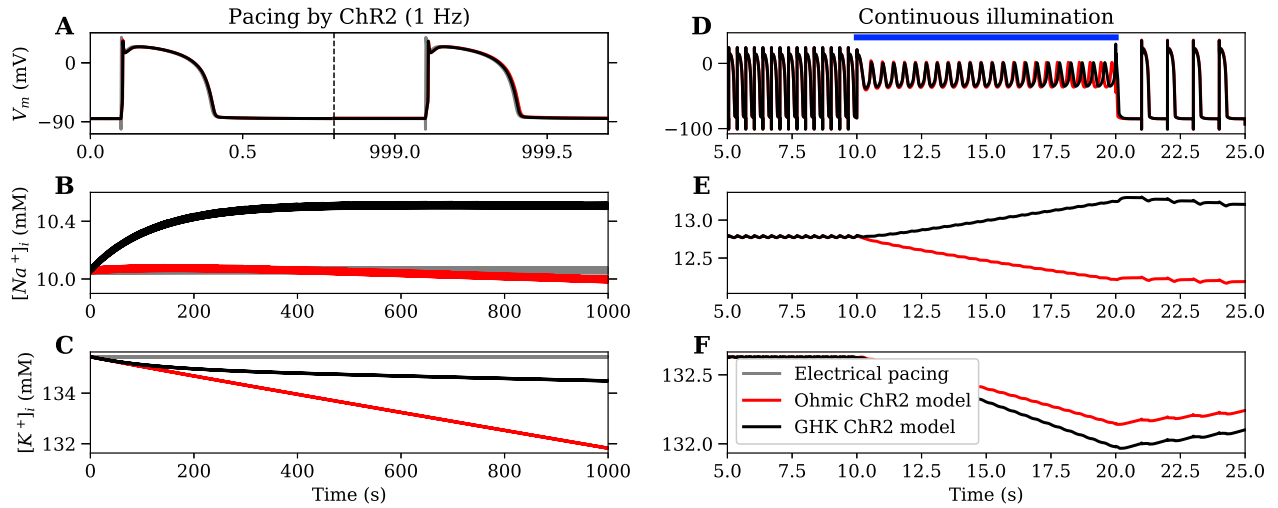 Pacing by ChR2 (1 Hz)
A
V_m (mV)
0
−90
0.0 0.5 999.0 999.5
B
[Na⁺]_i (mM)
10.4
10.0
0 200 400 600 800 1000
C
[K⁺]_i (mM)
134
132
0 200 400 600 800 1000
Time (s)
Continuous illumination
D
0
−100
5.0 7.5 10.0 12.5 15.0 17.5 20.0 22.5 25.0
E
13.0
12.5
5.0 7.5 10.0 12.5 15.0 17.5 20.0 22.5 25.0
F
132.5
132.0
Electrical pacing
Ohmic ChR2 model
GHK ChR2 model
5.0 7.5 10.0 12.5 15.0 17.5 20.0 22.5 25.0
Time (s)